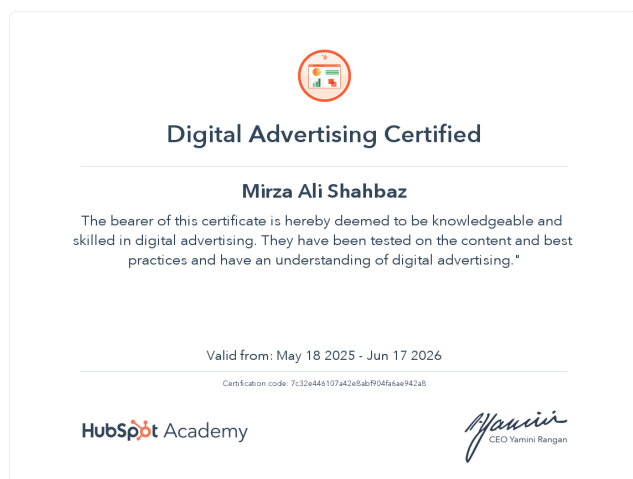 Digital Advertising Certified
Mirza Ali Shahbaz
The bearer of this certificate is hereby deemed to be knowledgeable and
skilled in digital advertising. They have been tested on the content and best
practices and have an understanding of digital advertising."
Valid from: May 18 2025 - Jun 17 2026
Certification code: 7c32e446107a42e8abf904fa6ae942a8
HubSpot Academy
Yamini
CEO Yamini Rangan